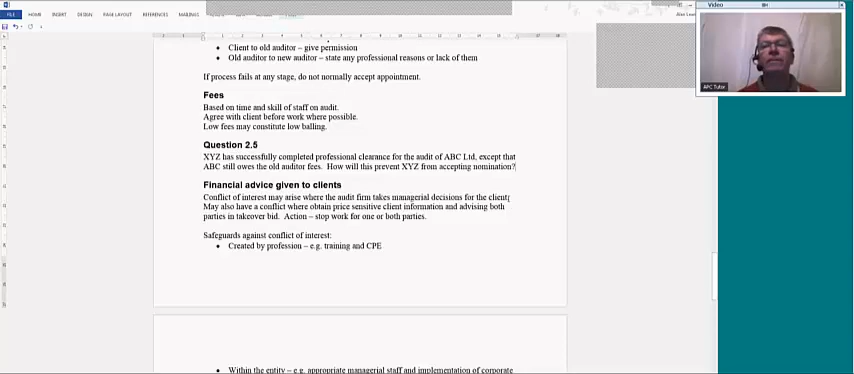 Video
FILE HOME INSERT DESIGN PAGE LAYOUT REFERENCES MAILINGS
APC Tutor
• Client to old auditor – give permission
• Old auditor to new auditor – state any professional reasons or lack of them
If process fails at any stage, do not normally accept appointment.
Fees
Based on time and skill of staff on audit.
Agree with client before work where possible.
Low fees may constitute low balling.
Question 2.5
XYZ has successfully completed professional clearance for the audit of ABC Ltd, except that
ABC still owes the old auditor fees. How will this prevent XYZ from accepting nomination?
Financial advice given to clients
Conflict of interest may arise where the audit firm takes managerial decisions for the client
May also have a conflict where obtain price sensitive client information and advising both
parties in takeover bid. Action – stop work for one or both parties.
Safeguards against conflict of interest:
• Created by profession – e.g. training and CPE
• Within the entity – e.g. appropriate managerial staff and implementation of corporate